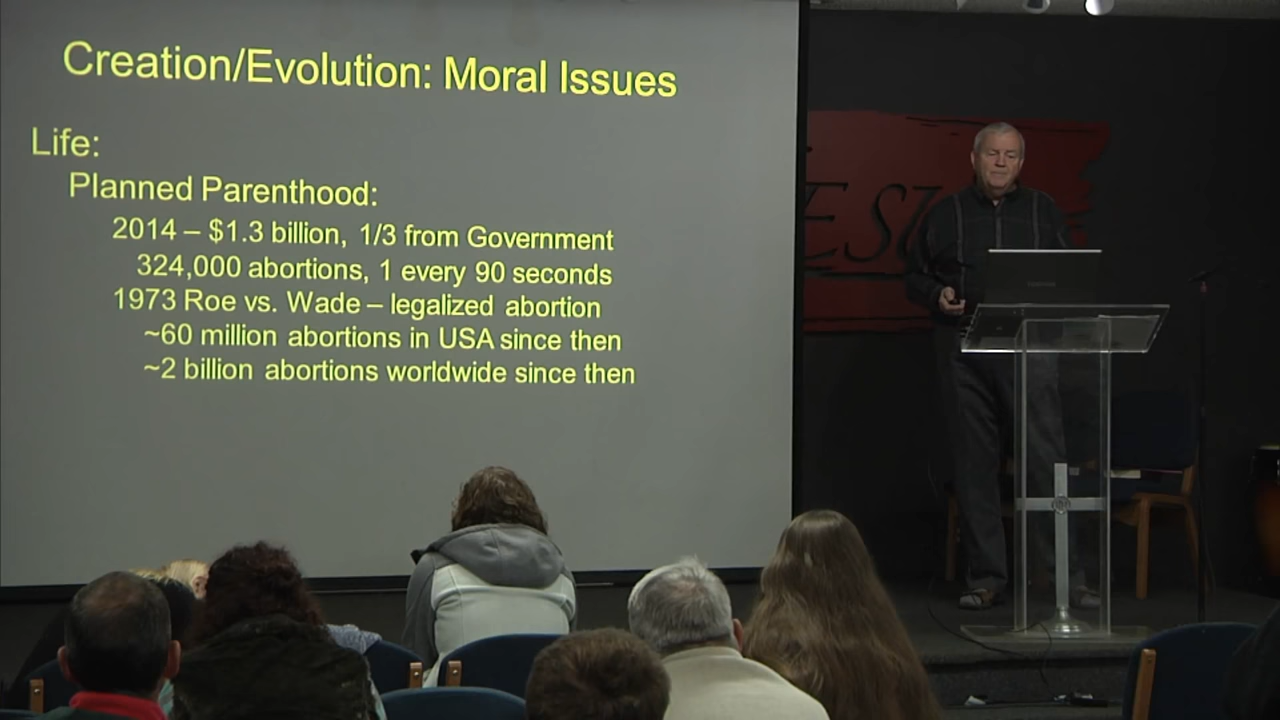 Creation/Evolution: Moral Issues
Life:
Planned Parenthood:
2014 – $1.3 billion, 1/3 from Government
324,000 abortions, 1 every 90 seconds
1973 Roe vs. Wade – legalized abortion
~60 million abortions in USA since then
~2 billion abortions worldwide since then